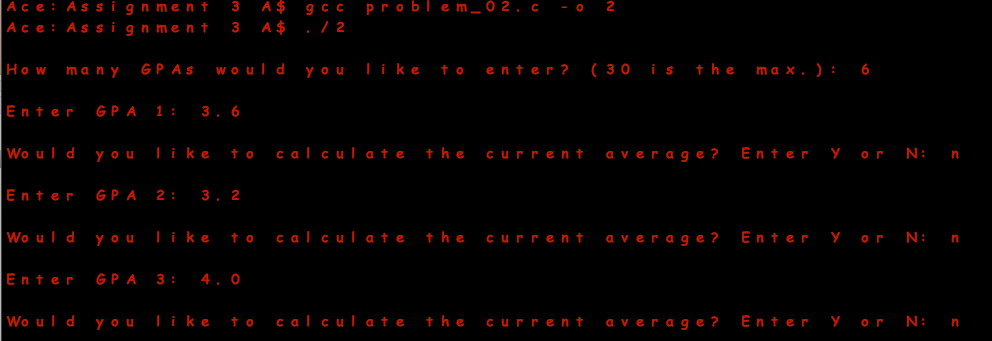 Ace:Assignment 3 A$ gcc problem_02.c -o 2
Ace:Assignment 3 A$ ./2
How many GPAs would you like to enter? (30 is the max.): 6
Enter GPA 1: 3.6
Would you like to calculate the current average? Enter Y or N: n
Enter GPA 2: 3.2
Would you like to calculate the current average? Enter Y or N: n
Enter GPA 3: 4.0
Would you like to calculate the current average? Enter Y or N: n